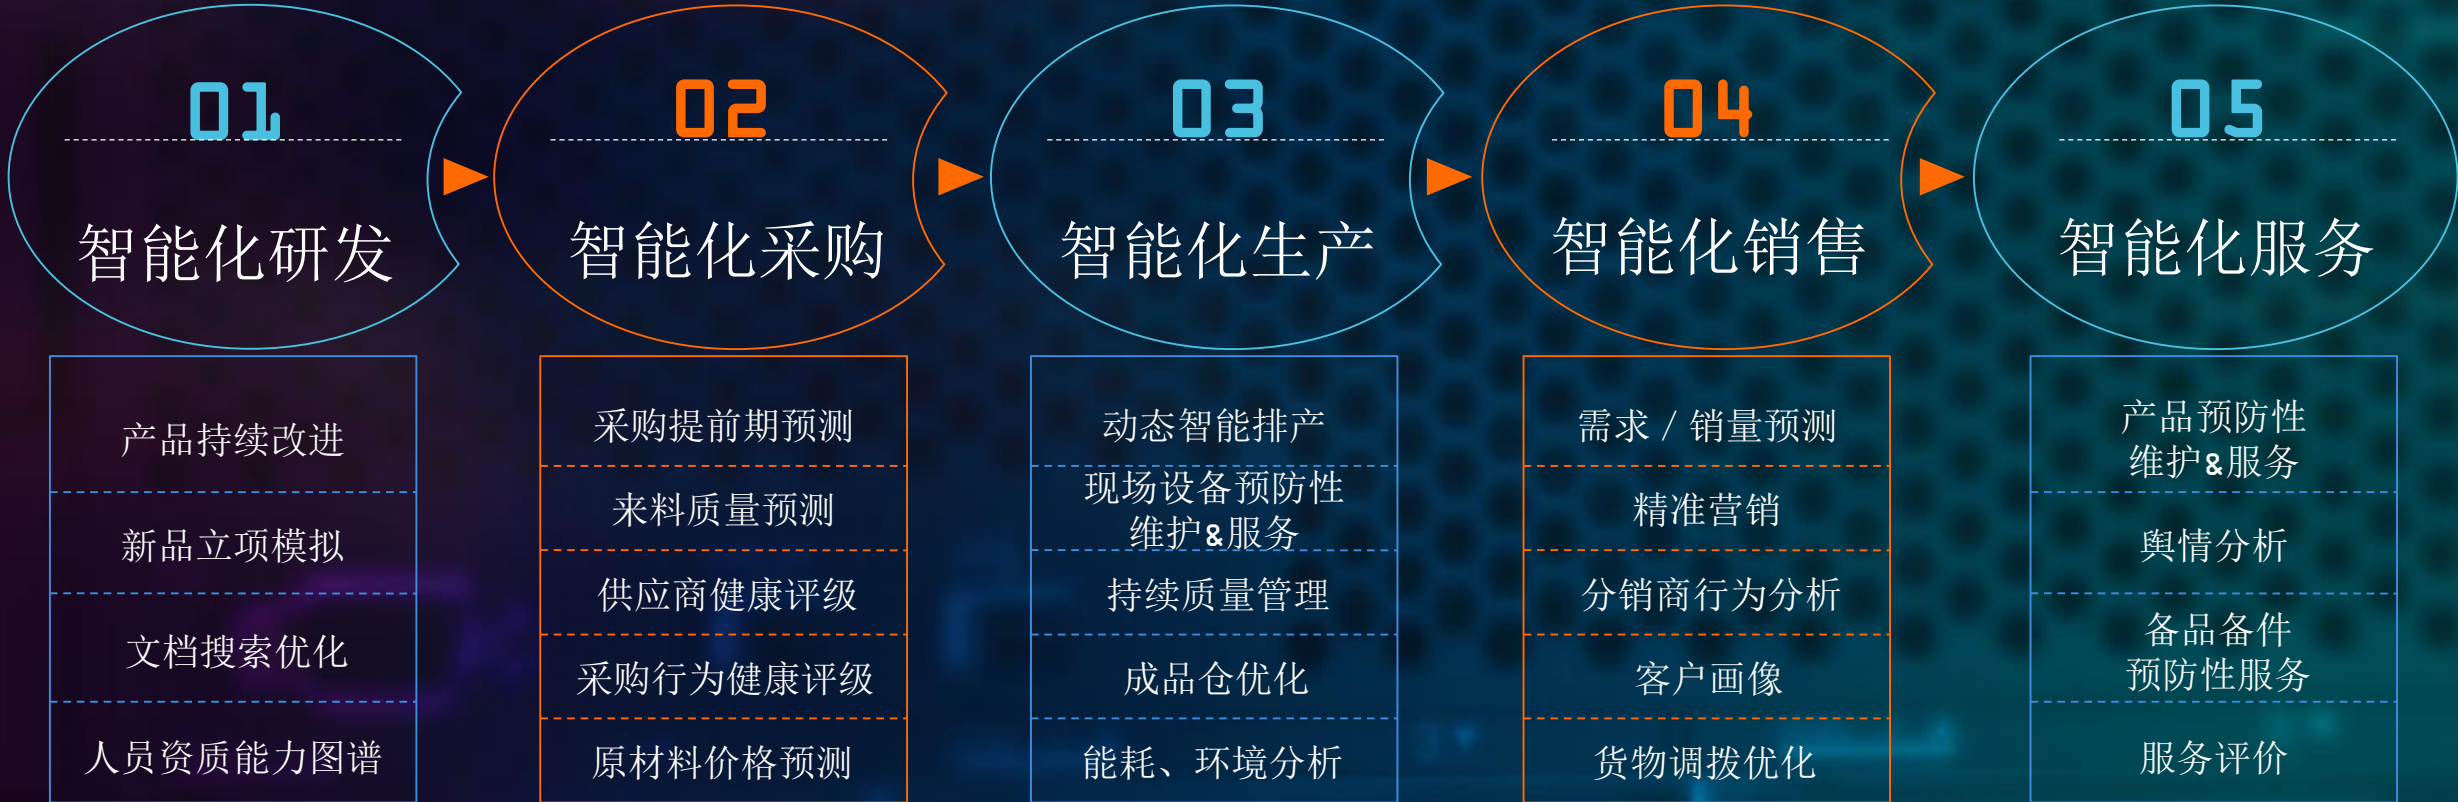 01
智能化研发
产品持续改进
新品立项模拟
文档搜索优化
人员资质能力图谱
02
智能化采购
采购提前期预测
来料质量预测
供应商健康评级
采购行为健康评级
原材料价格预测
03
智能化生产
动态智能排产
现场设备预防性
维护&服务
持续质量管理
成品仓优化
能耗、环境分析
04
智能化销售
需求 / 销量预测
精准营销
分销商行为分析
客户画像
货物调拨优化
05
智能化服务
产品预防性
维护&服务
舆情分析
备品备件
预防性服务
服务评价